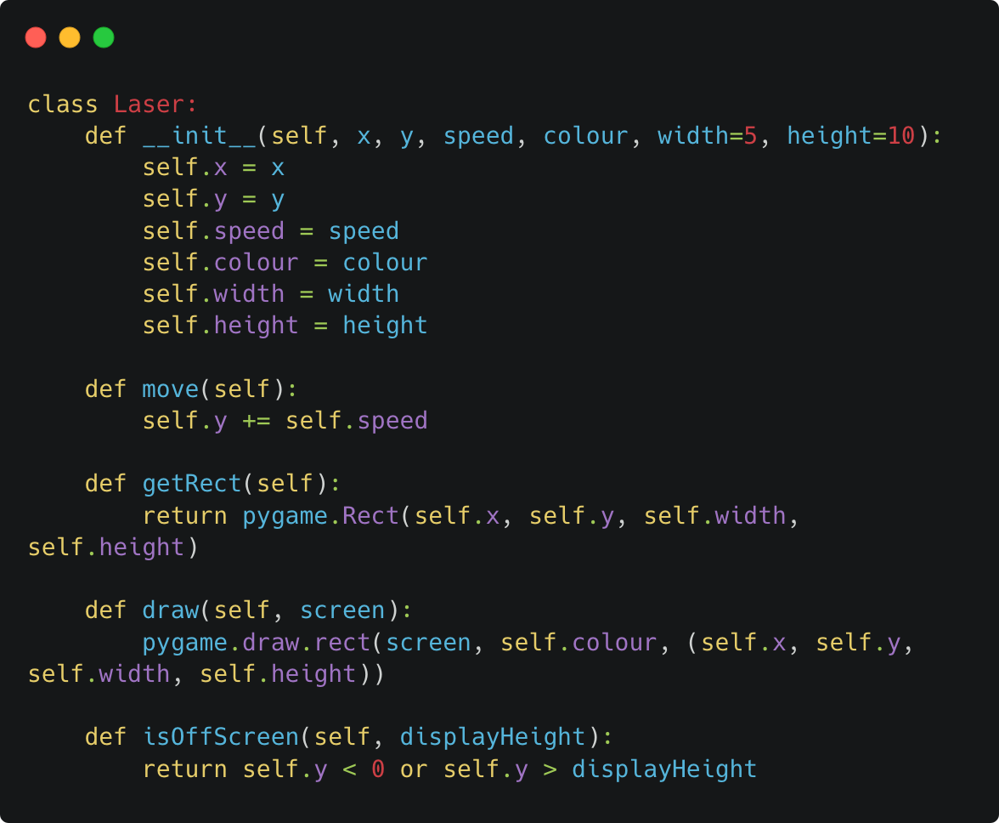 class Laser:
    def __init__(self, x, y, speed, colour, width=5, height=10):
        self.x = x
        self.y = y
        self.speed = speed
        self.colour = colour
        self.width = width
        self.height = height

    def move(self):
        self.y += self.speed

    def getRect(self):
        return pygame.Rect(self.x, self.y, self.width,
self.height)

    def draw(self, screen):
        pygame.draw.rect(screen, self.colour, (self.x, self.y,
self.width, self.height))

    def isOffScreen(self, displayHeight):
        return self.y < 0 or self.y > displayHeight